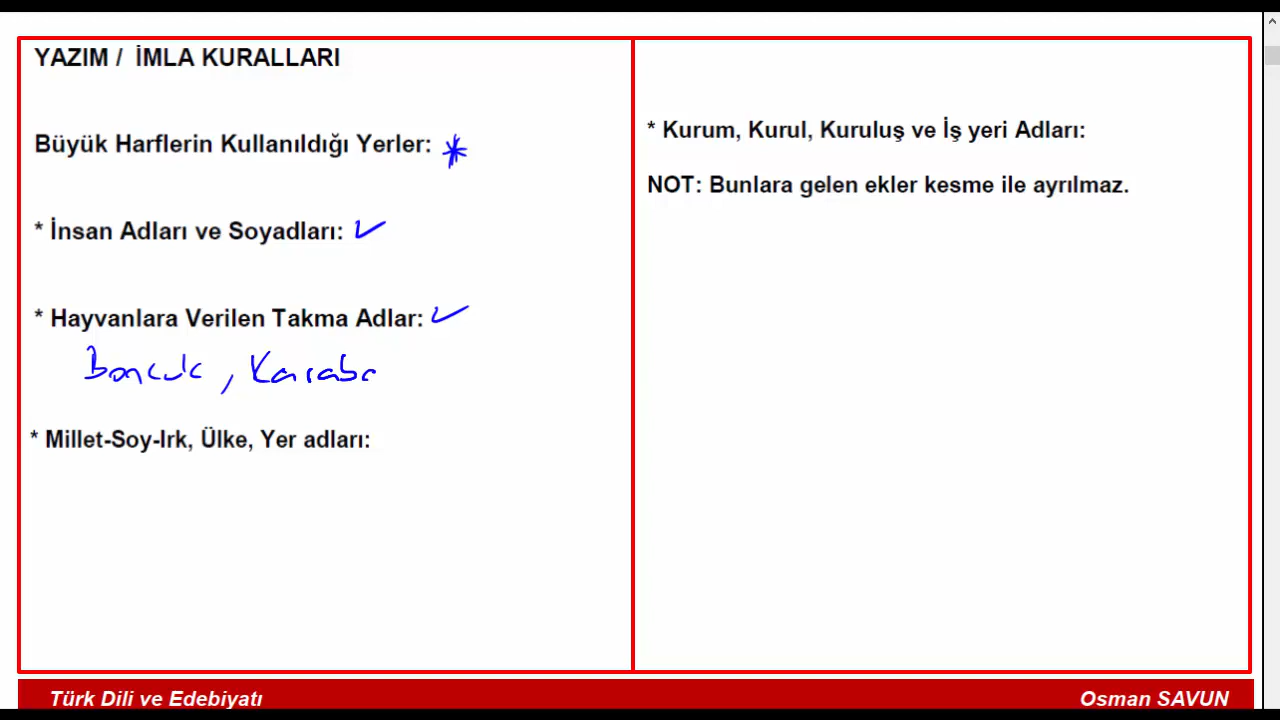 YAZIM / İMLA KURALLARI
Büyük Harflerin Kullanıldığı Yerler: *
* İnsan Adları ve Soyadları: ✓
* Hayvanlara Verilen Takma Adlar: ✓
Boncuk, Karaba
* Millet-Soy-Irk, Ülke, Yer adları:
* Kurum, Kurul, Kuruluş ve İş yeri Adları:
NOT: Bunlara gelen ekler kesme ile ayrılmaz.
Türk Dili ve Edebiyatı
Osman SAVUN